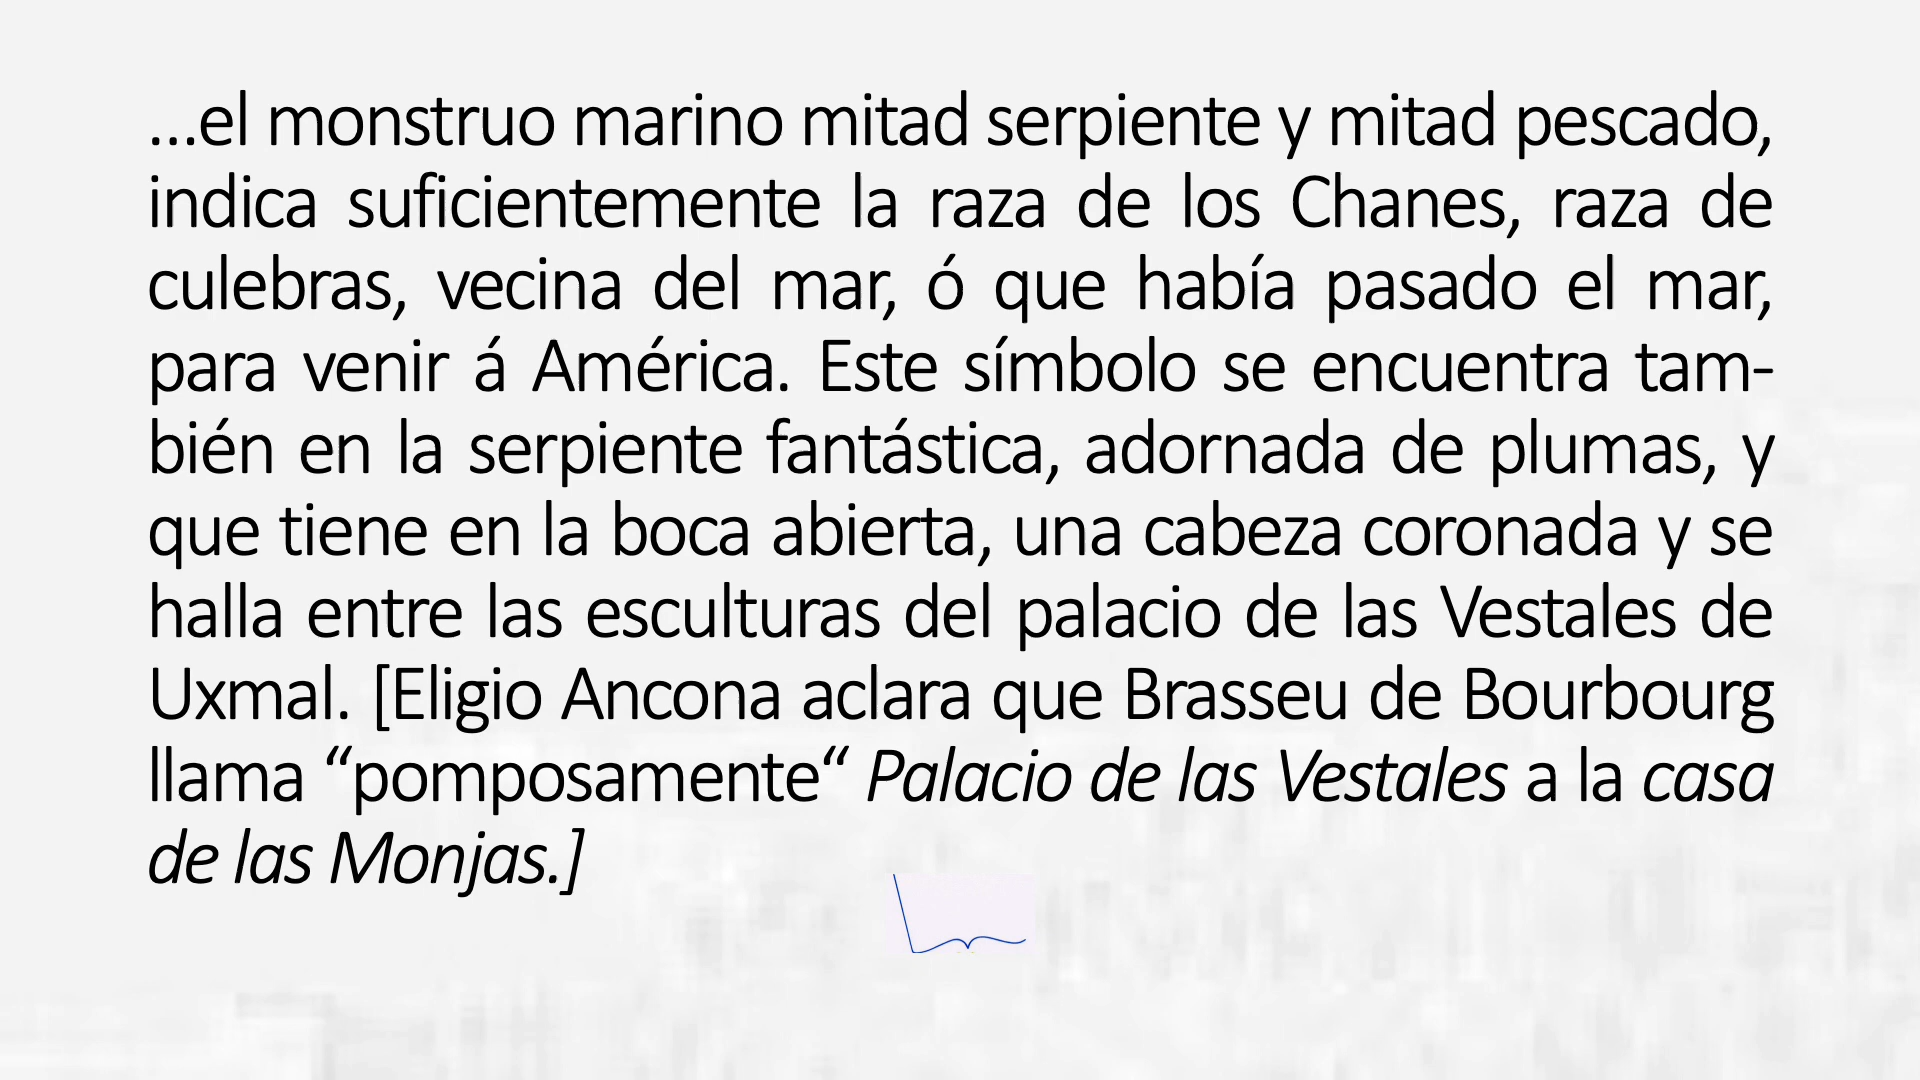 …el monstruo marino mitad serpiente y mitad pescado,
indica suficientemente la raza de los Chanes, raza de
culebras, vecina del mar, ó que había pasado el mar,
para venir á América. Este símbolo se encuentra tam-
bién en la serpiente fantástica, adornada de plumas, y
que tiene en la boca abierta, una cabeza coronada y se
halla entre las esculturas del palacio de las Vestales de
Uxmal. [Eligio Ancona aclara que Brasseu de Bourbourg
llama “pomposamente“ Palacio de las Vestales a la casa
de las Monjas.]